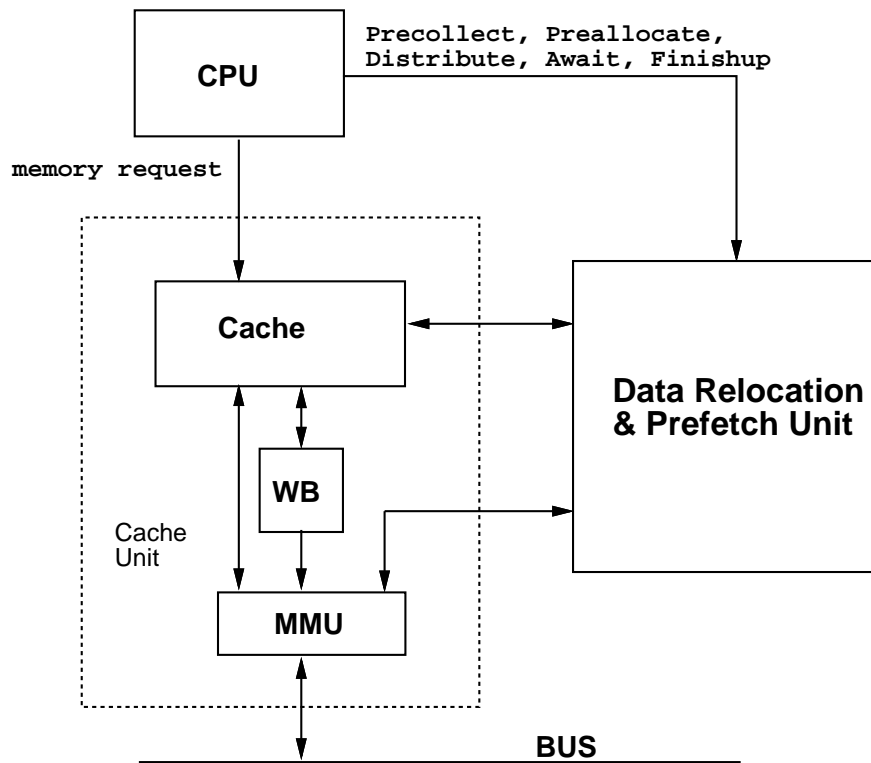 Precollect, Preallocate,
Distribute, Await, Finishup
CPU
memory request
Cache
Data Relocation
& Prefetch Unit
WB
Cache
Unit
MMU
BUS